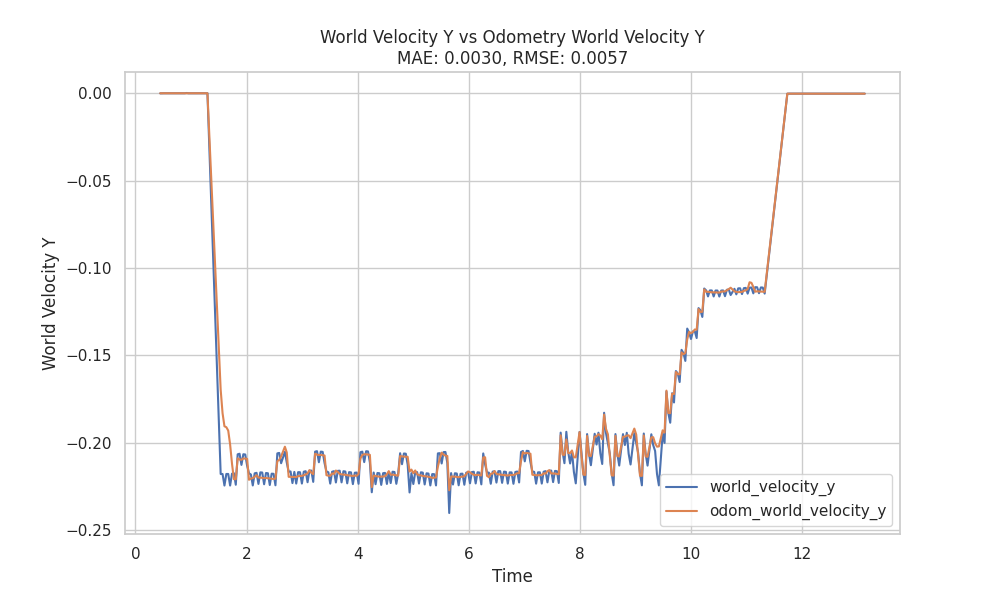 World Velocity Y vs Odometry World Velocity Y
MAE: 0.0030, RMSE: 0.0057
World Velocity Y
0.00
−0.05
−0.10
−0.15
−0.20
−0.25
world_velocity_y
odom_world_velocity_y
0 2 4 6 8 10 12
Time